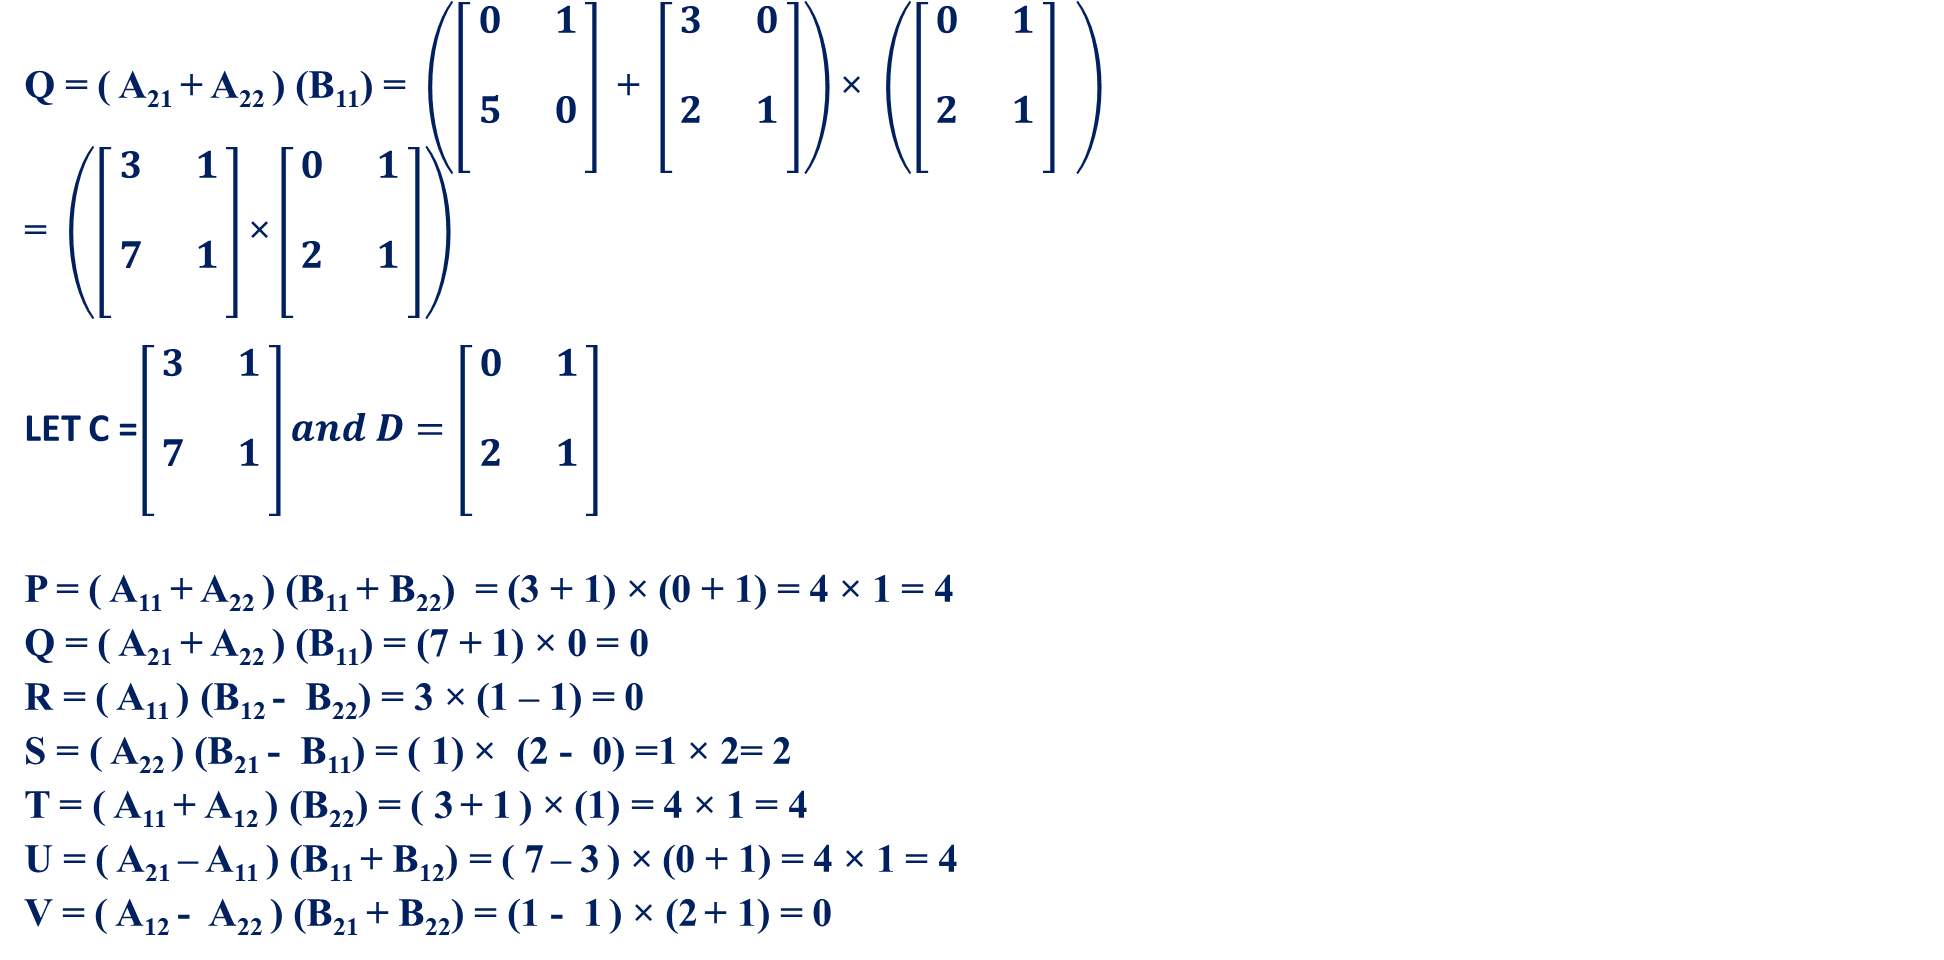 Q = ( A₂₁ + A₂₂ ) (B₁₁) = ([0 1; 5 0] + [3 0; 2 1]) × ([0 1; 2 1])
= ([3 1; 7 1] × [0 1; 2 1])
LET C = [3 1; 7 1] and D = [0 1; 2 1]
P = ( A₁₁ + A₂₂ ) (B₁₁ + B₂₂) = (3 + 1) × (0 + 1) = 4 × 1 = 4
Q = ( A₂₁ + A₂₂ ) (B₁₁) = (7 + 1) × 0 = 0
R = ( A₁₁ ) (B₁₂ - B₂₂) = 3 × (1 – 1) = 0
S = ( A₂₂ ) (B₂₁ - B₁₁) = ( 1) × (2 - 0) =1 × 2= 2
T = ( A₁₁ + A₁₂ ) (B₂₂) = ( 3 + 1 ) × (1) = 4 × 1 = 4
U = ( A₂₁ – A₁₁ ) (B₁₁ + B₁₂) = ( 7 – 3 ) × (0 + 1) = 4 × 1 = 4
V = ( A₁₂ - A₂₂ ) (B₂₁ + B₂₂) = (1 - 1 ) × (2 + 1) = 0